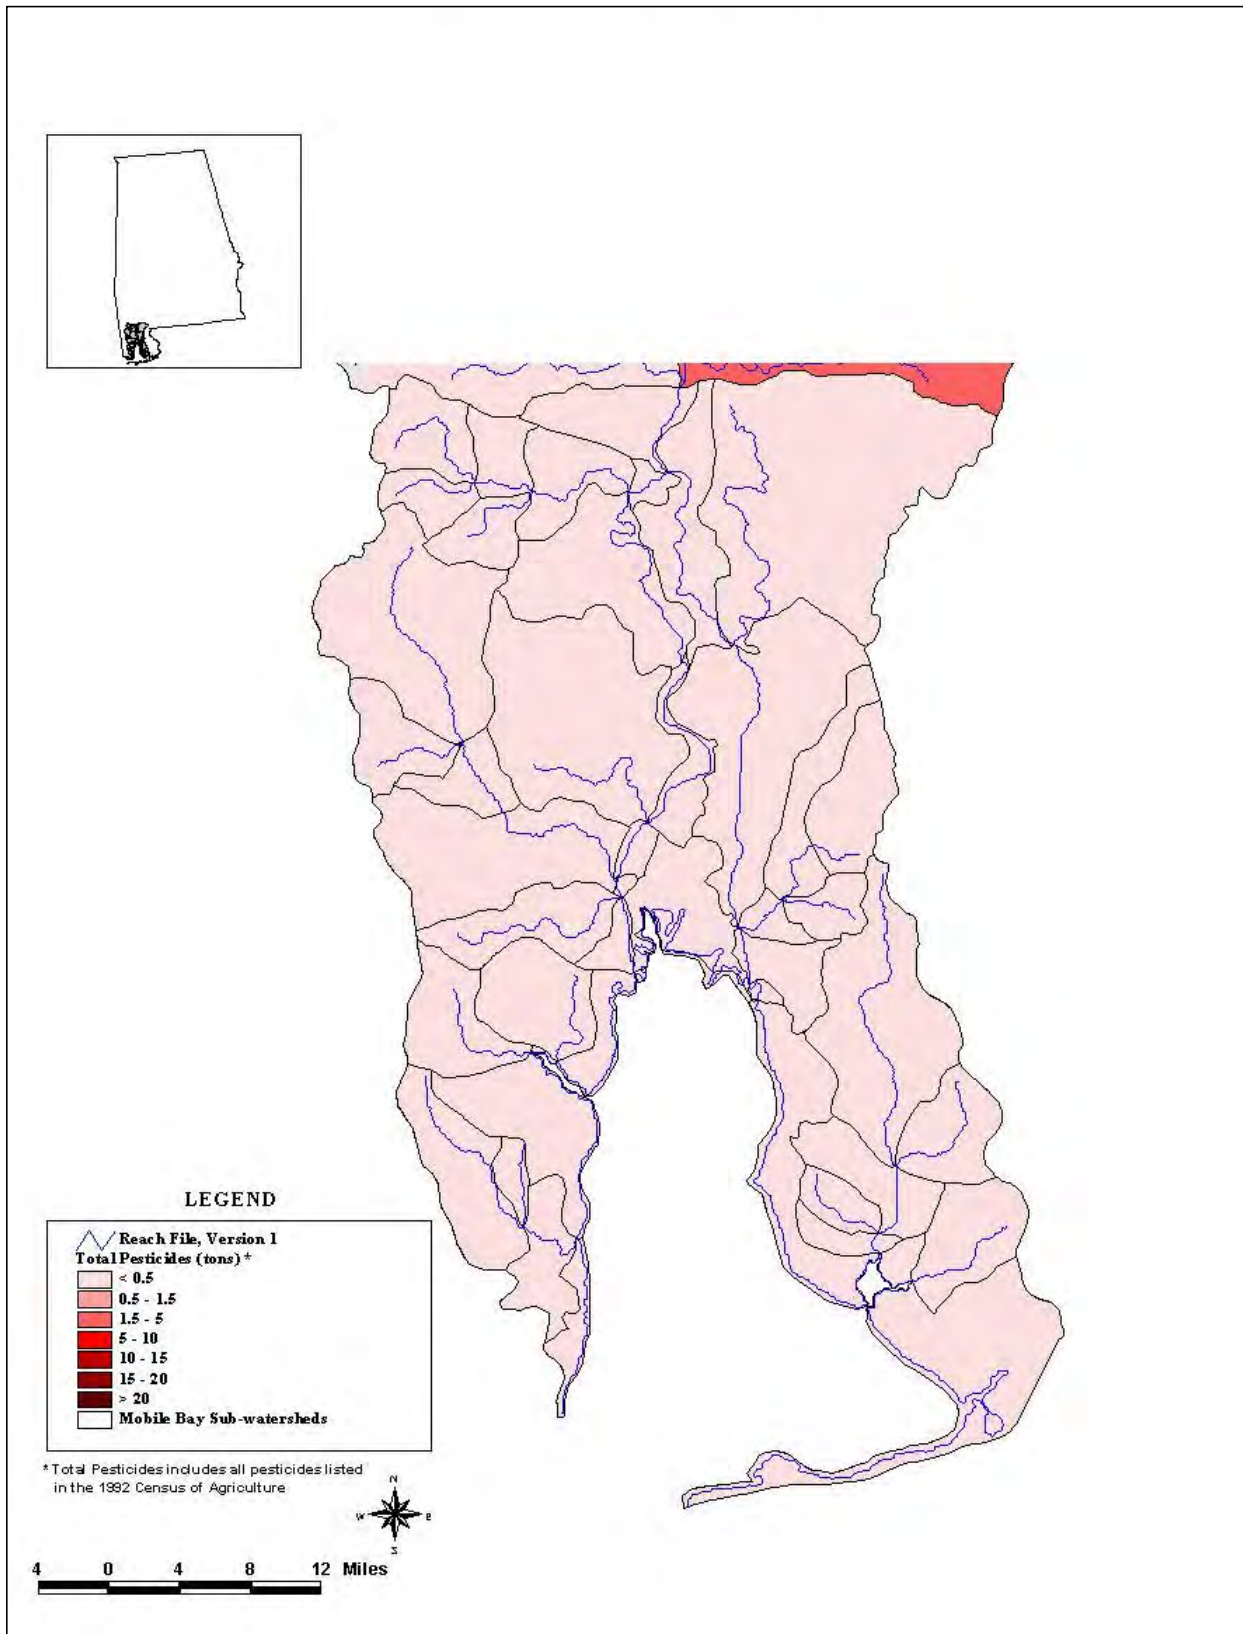 LEGEND
Reach File, Version 1
Total Pesticides (tons) *
< 0.5
0.5 - 1.5
1.5 - 5
5 - 10
10 - 15
15 - 20
> 20
Mobile Bay Sub-watersheds
* Total Pesticides includes all pesticides listed
in the 1992 Census of Agriculture
N
W E
S
4 0 4 8 12 Miles